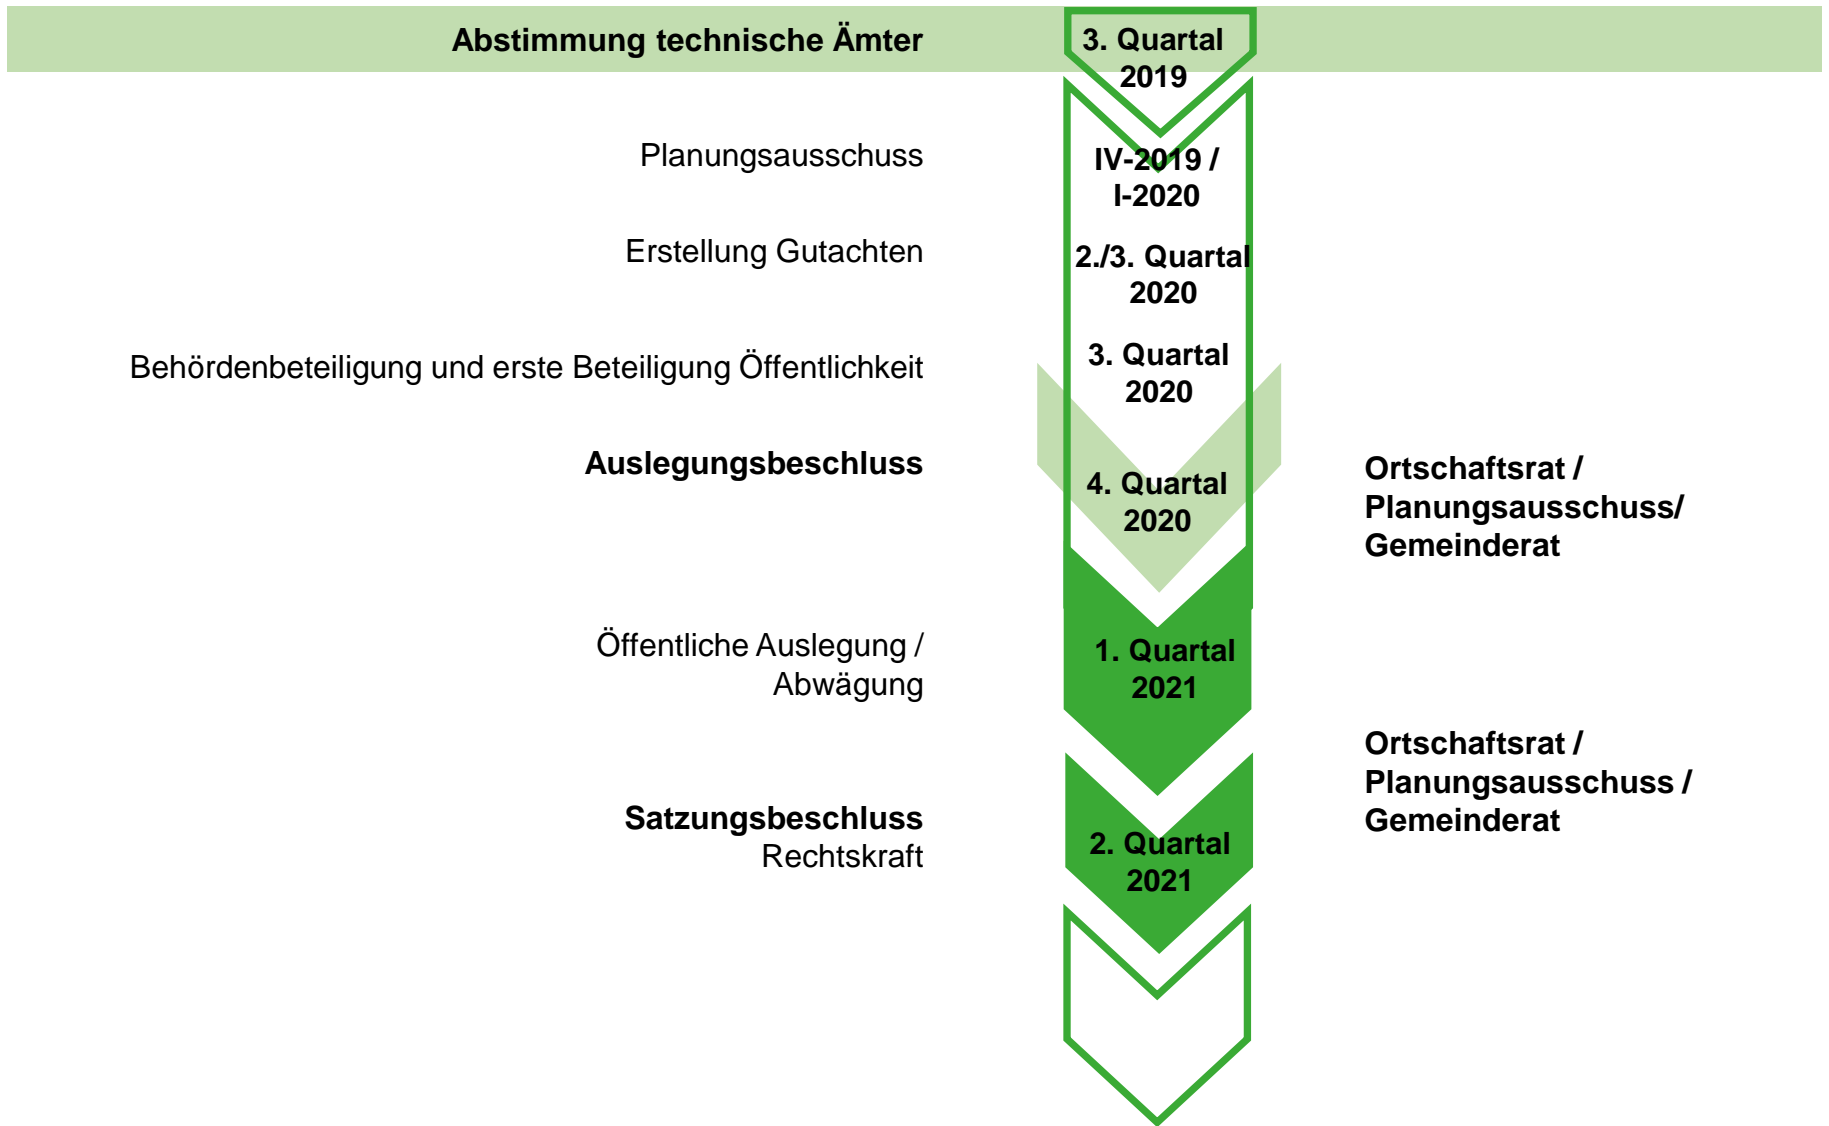 Abstimmung technische Ämter
3. Quartal
2019
Planungsausschuss
IV-2019 /
I-2020
Erstellung Gutachten
2./3. Quartal
2020
Behördenbeteiligung und erste Beteiligung Öffentlichkeit
3. Quartal
2020
Auslegungsbeschluss
4. Quartal
2020
Ortschaftsrat /
Planungsausschuss/
Gemeinderat
Öffentliche Auslegung /
Abwägung
1. Quartal
2021
Ortschaftsrat /
Planungsausschuss /
Gemeinderat
Satzungsbeschluss
Rechtskraft
2. Quartal
2021